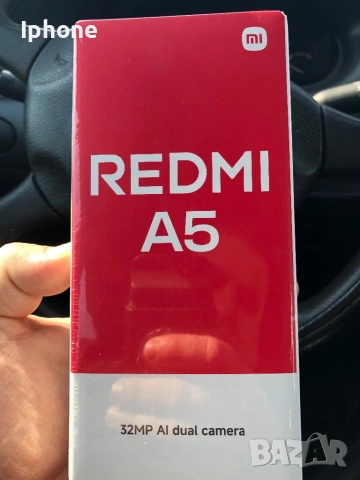 Iphone
mi
REDMI
A5
32MP AI dual camera
BAZAR